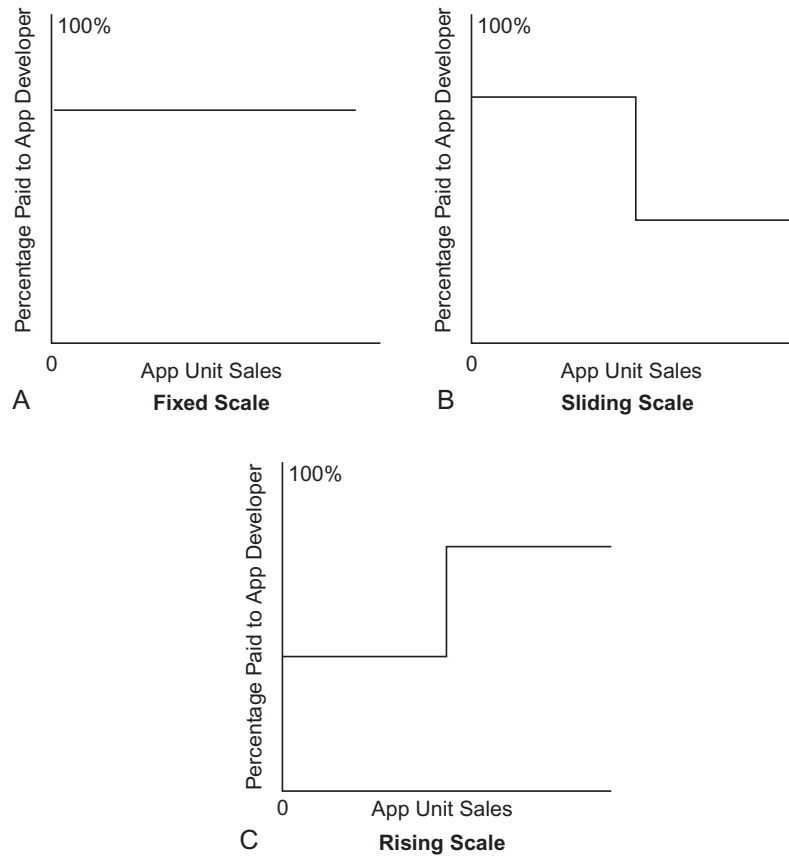 100%
Percentage Paid to App Developer
0
App Unit Sales
A
Fixed Scale
100%
Percentage Paid to App Developer
0
App Unit Sales
B
Sliding Scale
100%
Percentage Paid to App Developer
0
App Unit Sales
C
Rising Scale